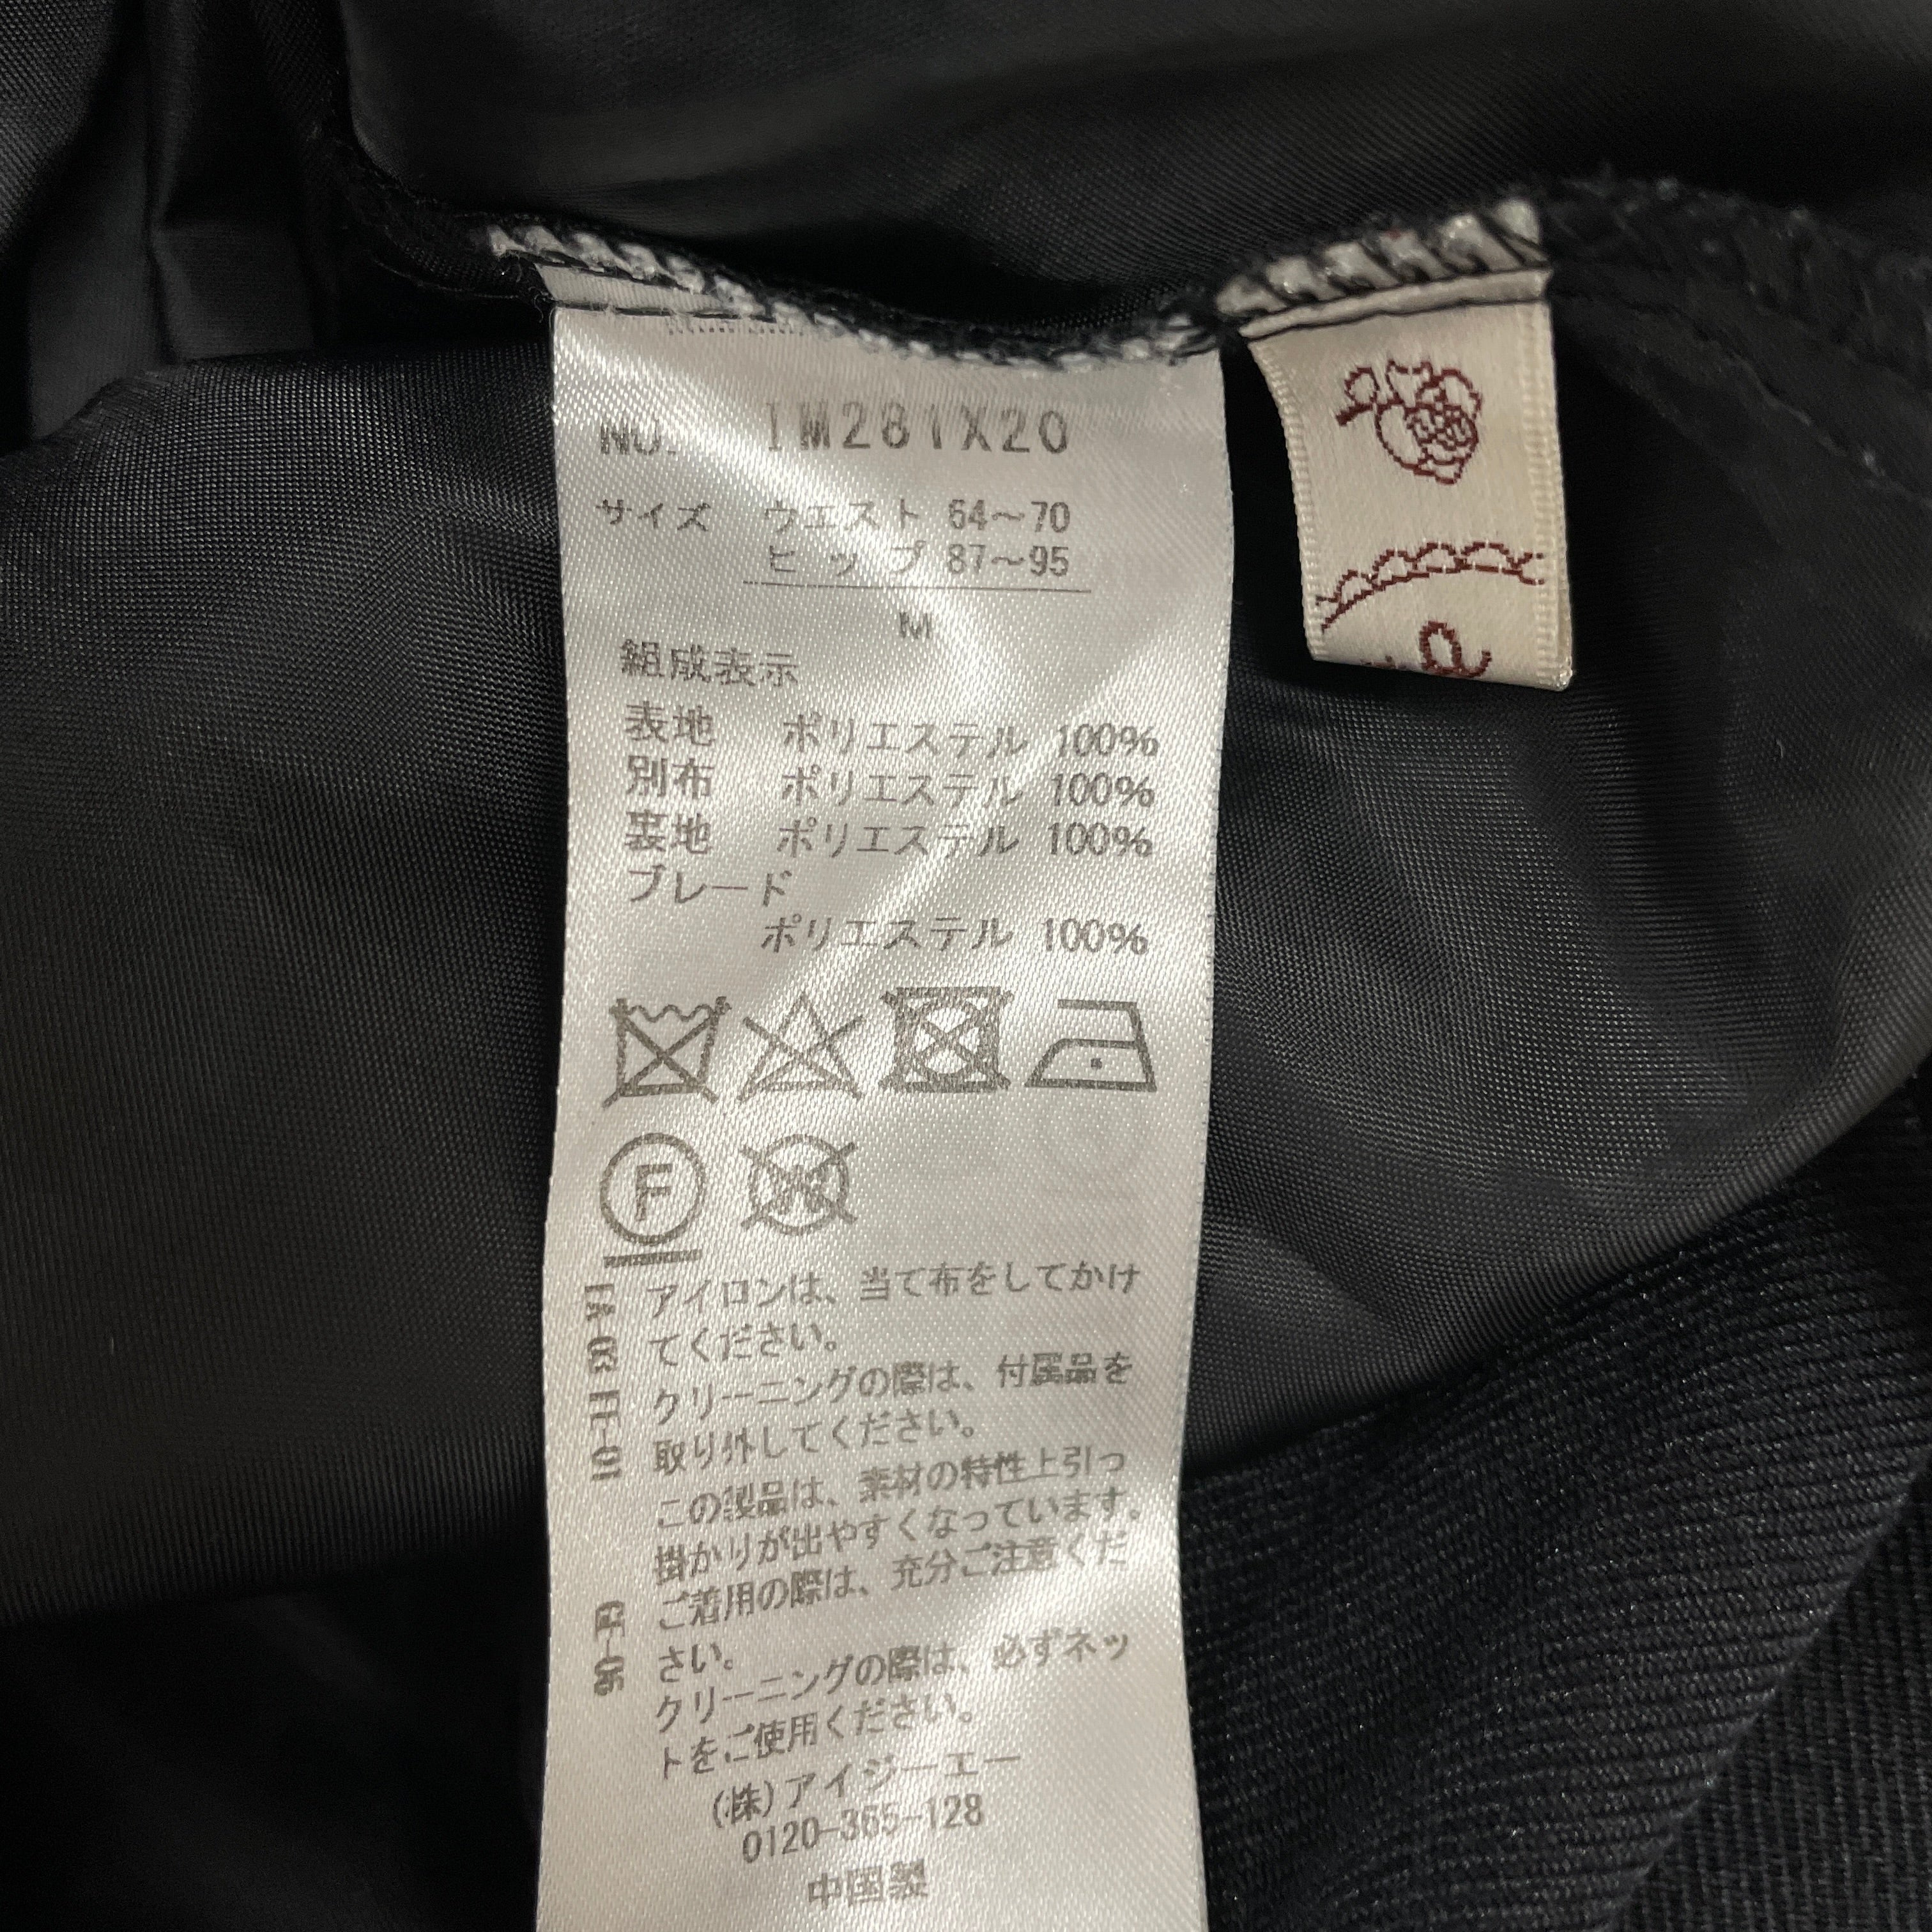 NO. IM281X20
サイズ ウエスト 64～70
ヒップ 87～95
M
組成表示
表地 ポリエステル 100%
別布 ポリエステル 100%
裏地 ポリエステル 100%
ブレード
ポリエステル 100%
F
アイロンは、当て布をしてかけ
てください。
クリーニングの際は、付属品を
取り外してください。
この製品は、素材の特性上引っ
掛かりが出やすくなっています。
ご着用の際は、充分ご注意くだ
さい。
クリーニングの際は、必ずネッ
トをご使用ください。
(株)アイジーエー
0120-365-128
中国製